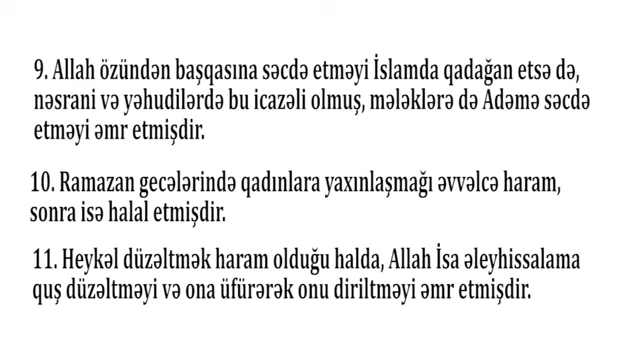 9. Allah özündən başqasına səcdə etməyi İslamda qadağan etsə də,
nəsrani və yəhudilərdə bu icazəli olmuş, mələklərə də Adəmə səcdə
etməyi əmr etmişdir.
10. Ramazan gecələrində qadınlara yaxınlaşmağı əvvəlcə haram,
sonra isə halal etmişdir.
11. Heykəl düzəltmək haram olduğu halda, Allah İsa əleyhissalama
quş düzəltməyi və ona üfürərək onu diriltməyi əmr etmişdir.